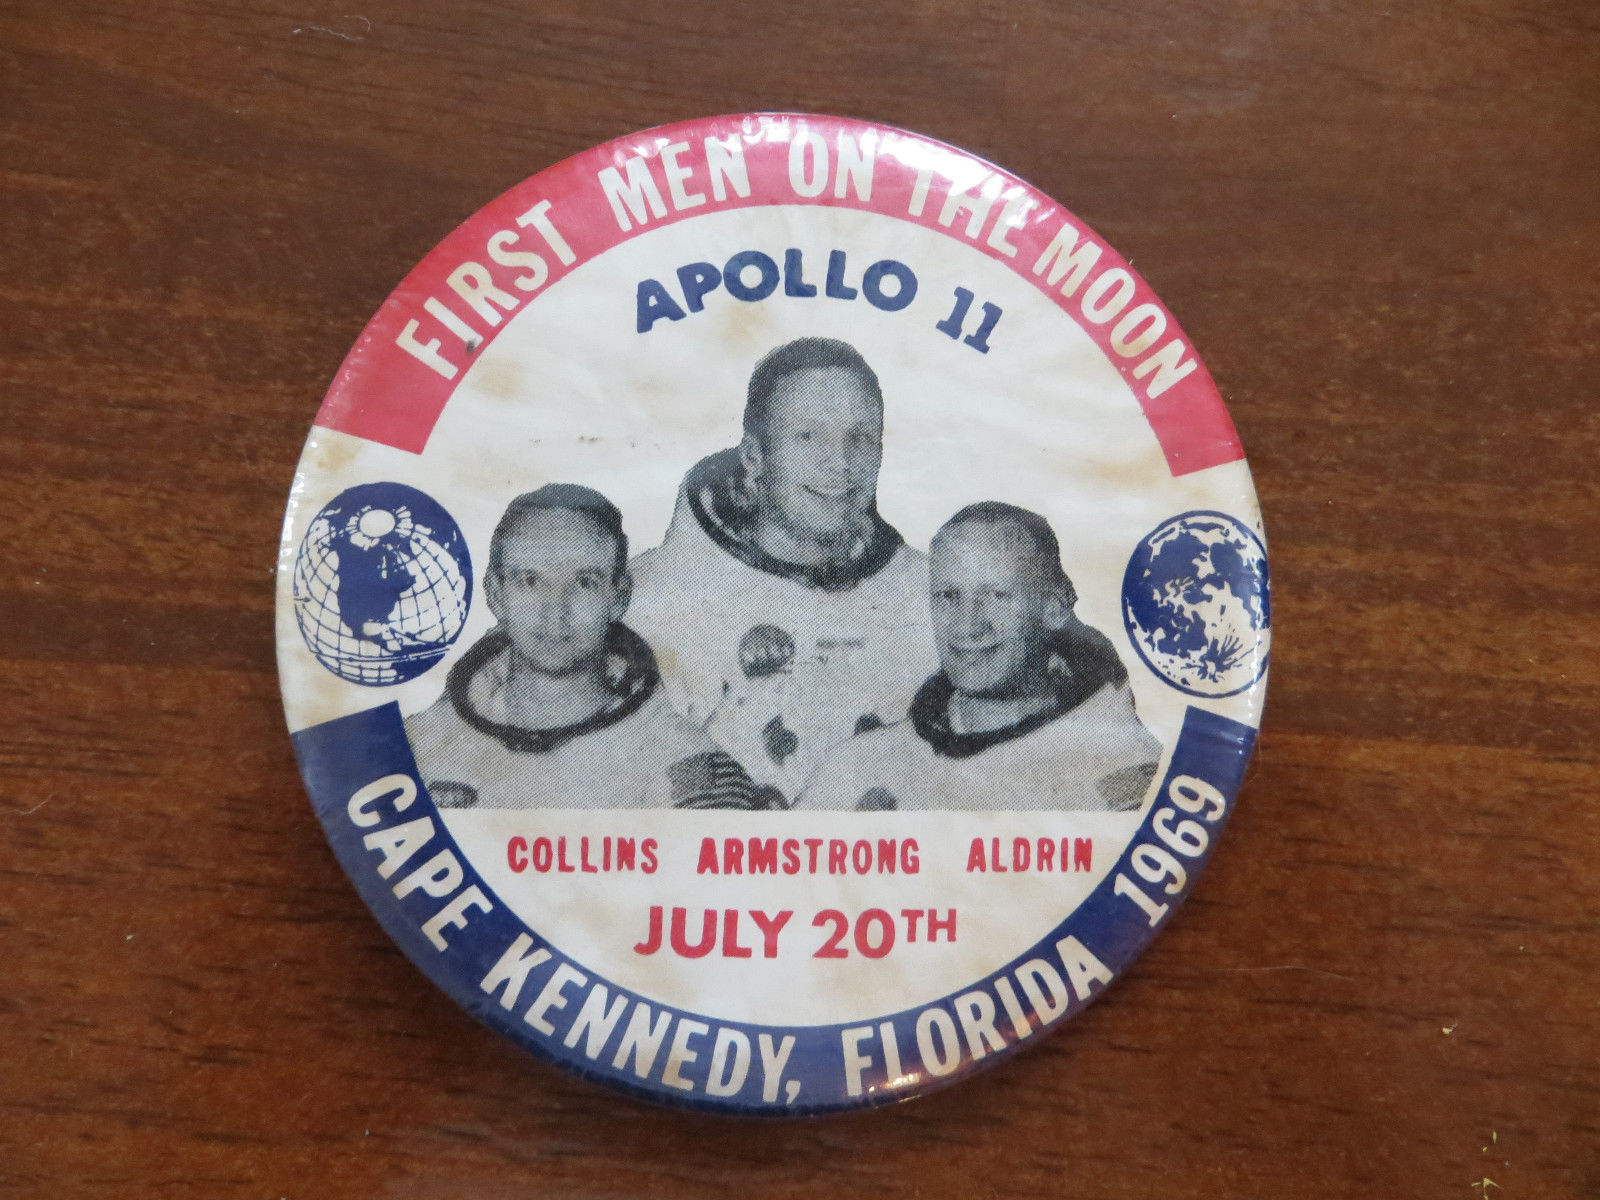 FIRST MEN ON THE MOON
APOLLO 11
COLLINS ARMSTRONG ALDRIN
JULY 20TH
CAPE KENNEDY, FLORIDA 1969